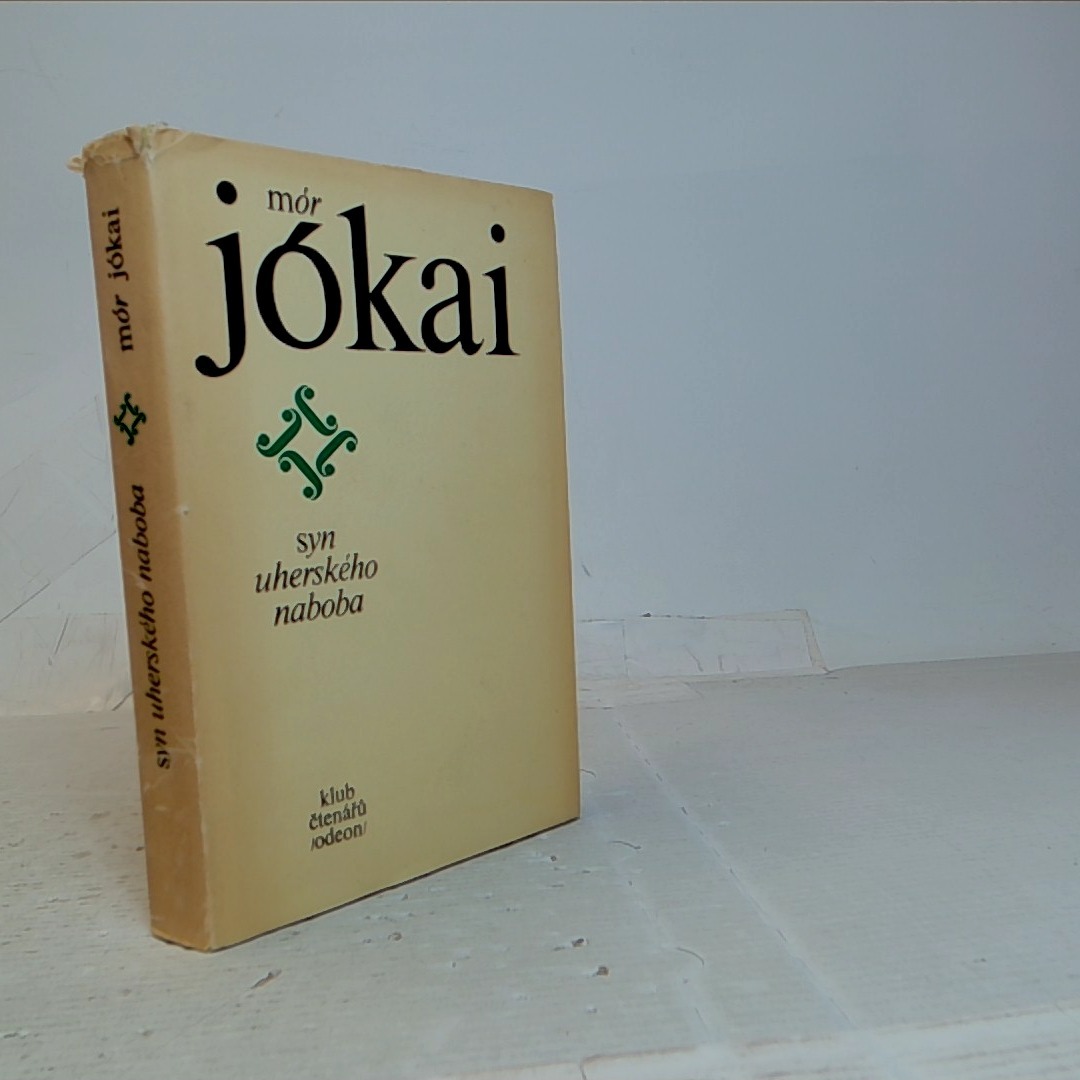 mór
jókai
syn
uherského
naboba
klub
čtenářů
/odeon/
syn uherského naboba mór jókai